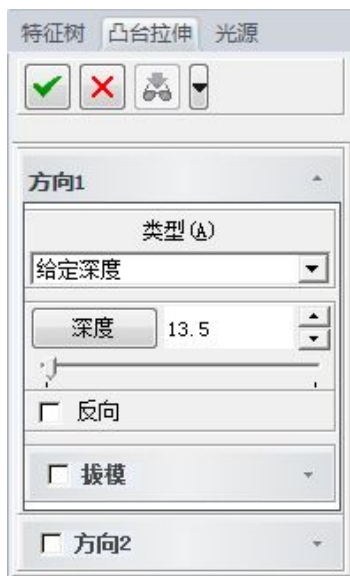 特征树 凸台拉伸 光源
方向1
类型(A)
给定深度
深度 13.5
反向
拔模
方向2